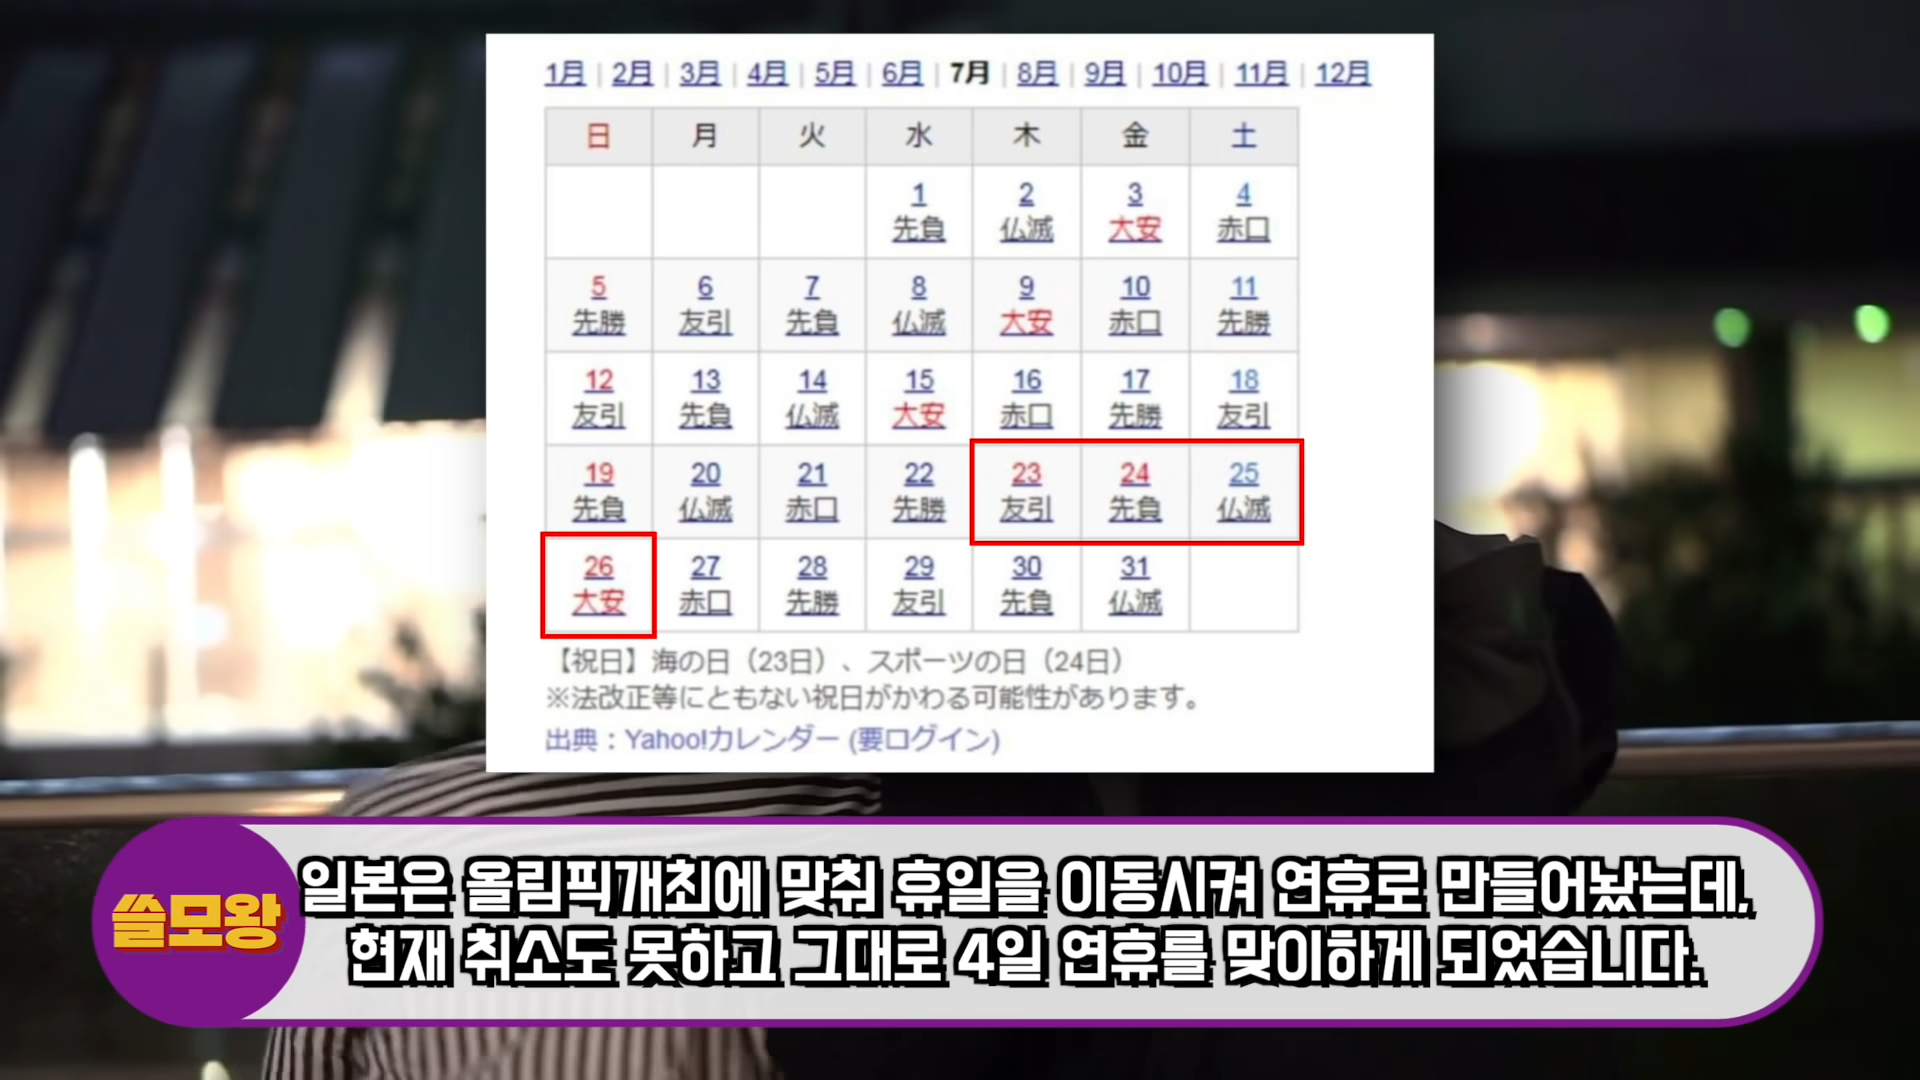 1月 | 2月 | 3月 | 4月 | 5月 | 6月 | 7月 | 8月 | 9月 | 10月 | 11月 | 12月
日 月 火 水 木 金 土
1 2 3 4
先負 仏滅 大安 赤口
5 6 7 8 9 10 11
先勝 友引 先負 仏滅 大安 赤口 先勝
12 13 14 15 16 17 18
友引 先負 仏滅 大安 赤口 先勝 友引
19 20 21 22 23 24 25
先負 仏滅 赤口 先勝 友引 先負 仏滅
26 27 28 29 30 31
大安 赤口 先勝 友引 先負 仏滅
【祝日】海の日（23日）、スポーツの日（24日）
※法改正等にともない祝日がかわる可能性があります。
出典：Yahoo!カレンダー (要ログイン)
쓸모왕
일본은 올림픽개최에 맞춰 휴일을 이동시켜 연휴로 만들어놨는데,
현재 취소도 못하고 그대로 4일 연휴를 맞이하게 되었습니다.